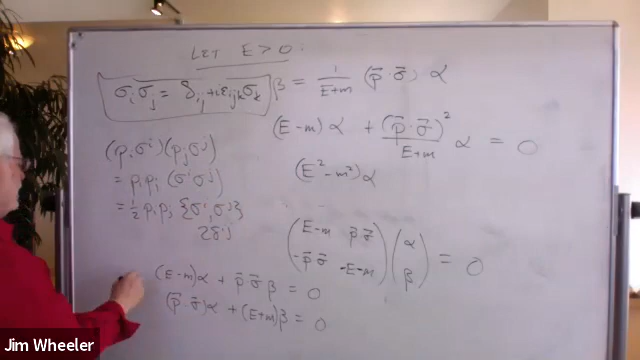 LET E > 0:
σ_i σ_j = δ_ij + iε_ijk σ_k
β = 1/(E+m) (p⃗·σ⃗) α
(E-m) α + (p⃗·σ⃗)²/(E+m) α = 0
(E²-m²)α
(p_i σ^i)(p_j σ^j)
= p_i p_j (σ^i σ^j)
= ½ p_i p_j {σ^i, σ^j}
2δ^ij
(E-m p⃗·σ⃗) (α) = 0
(-p⃗·σ⃗ -E-m) (β)
(E-m)α + p⃗·σ⃗ β = 0
(p⃗·σ⃗)α + (E+m)β = 0
Jim Wheeler